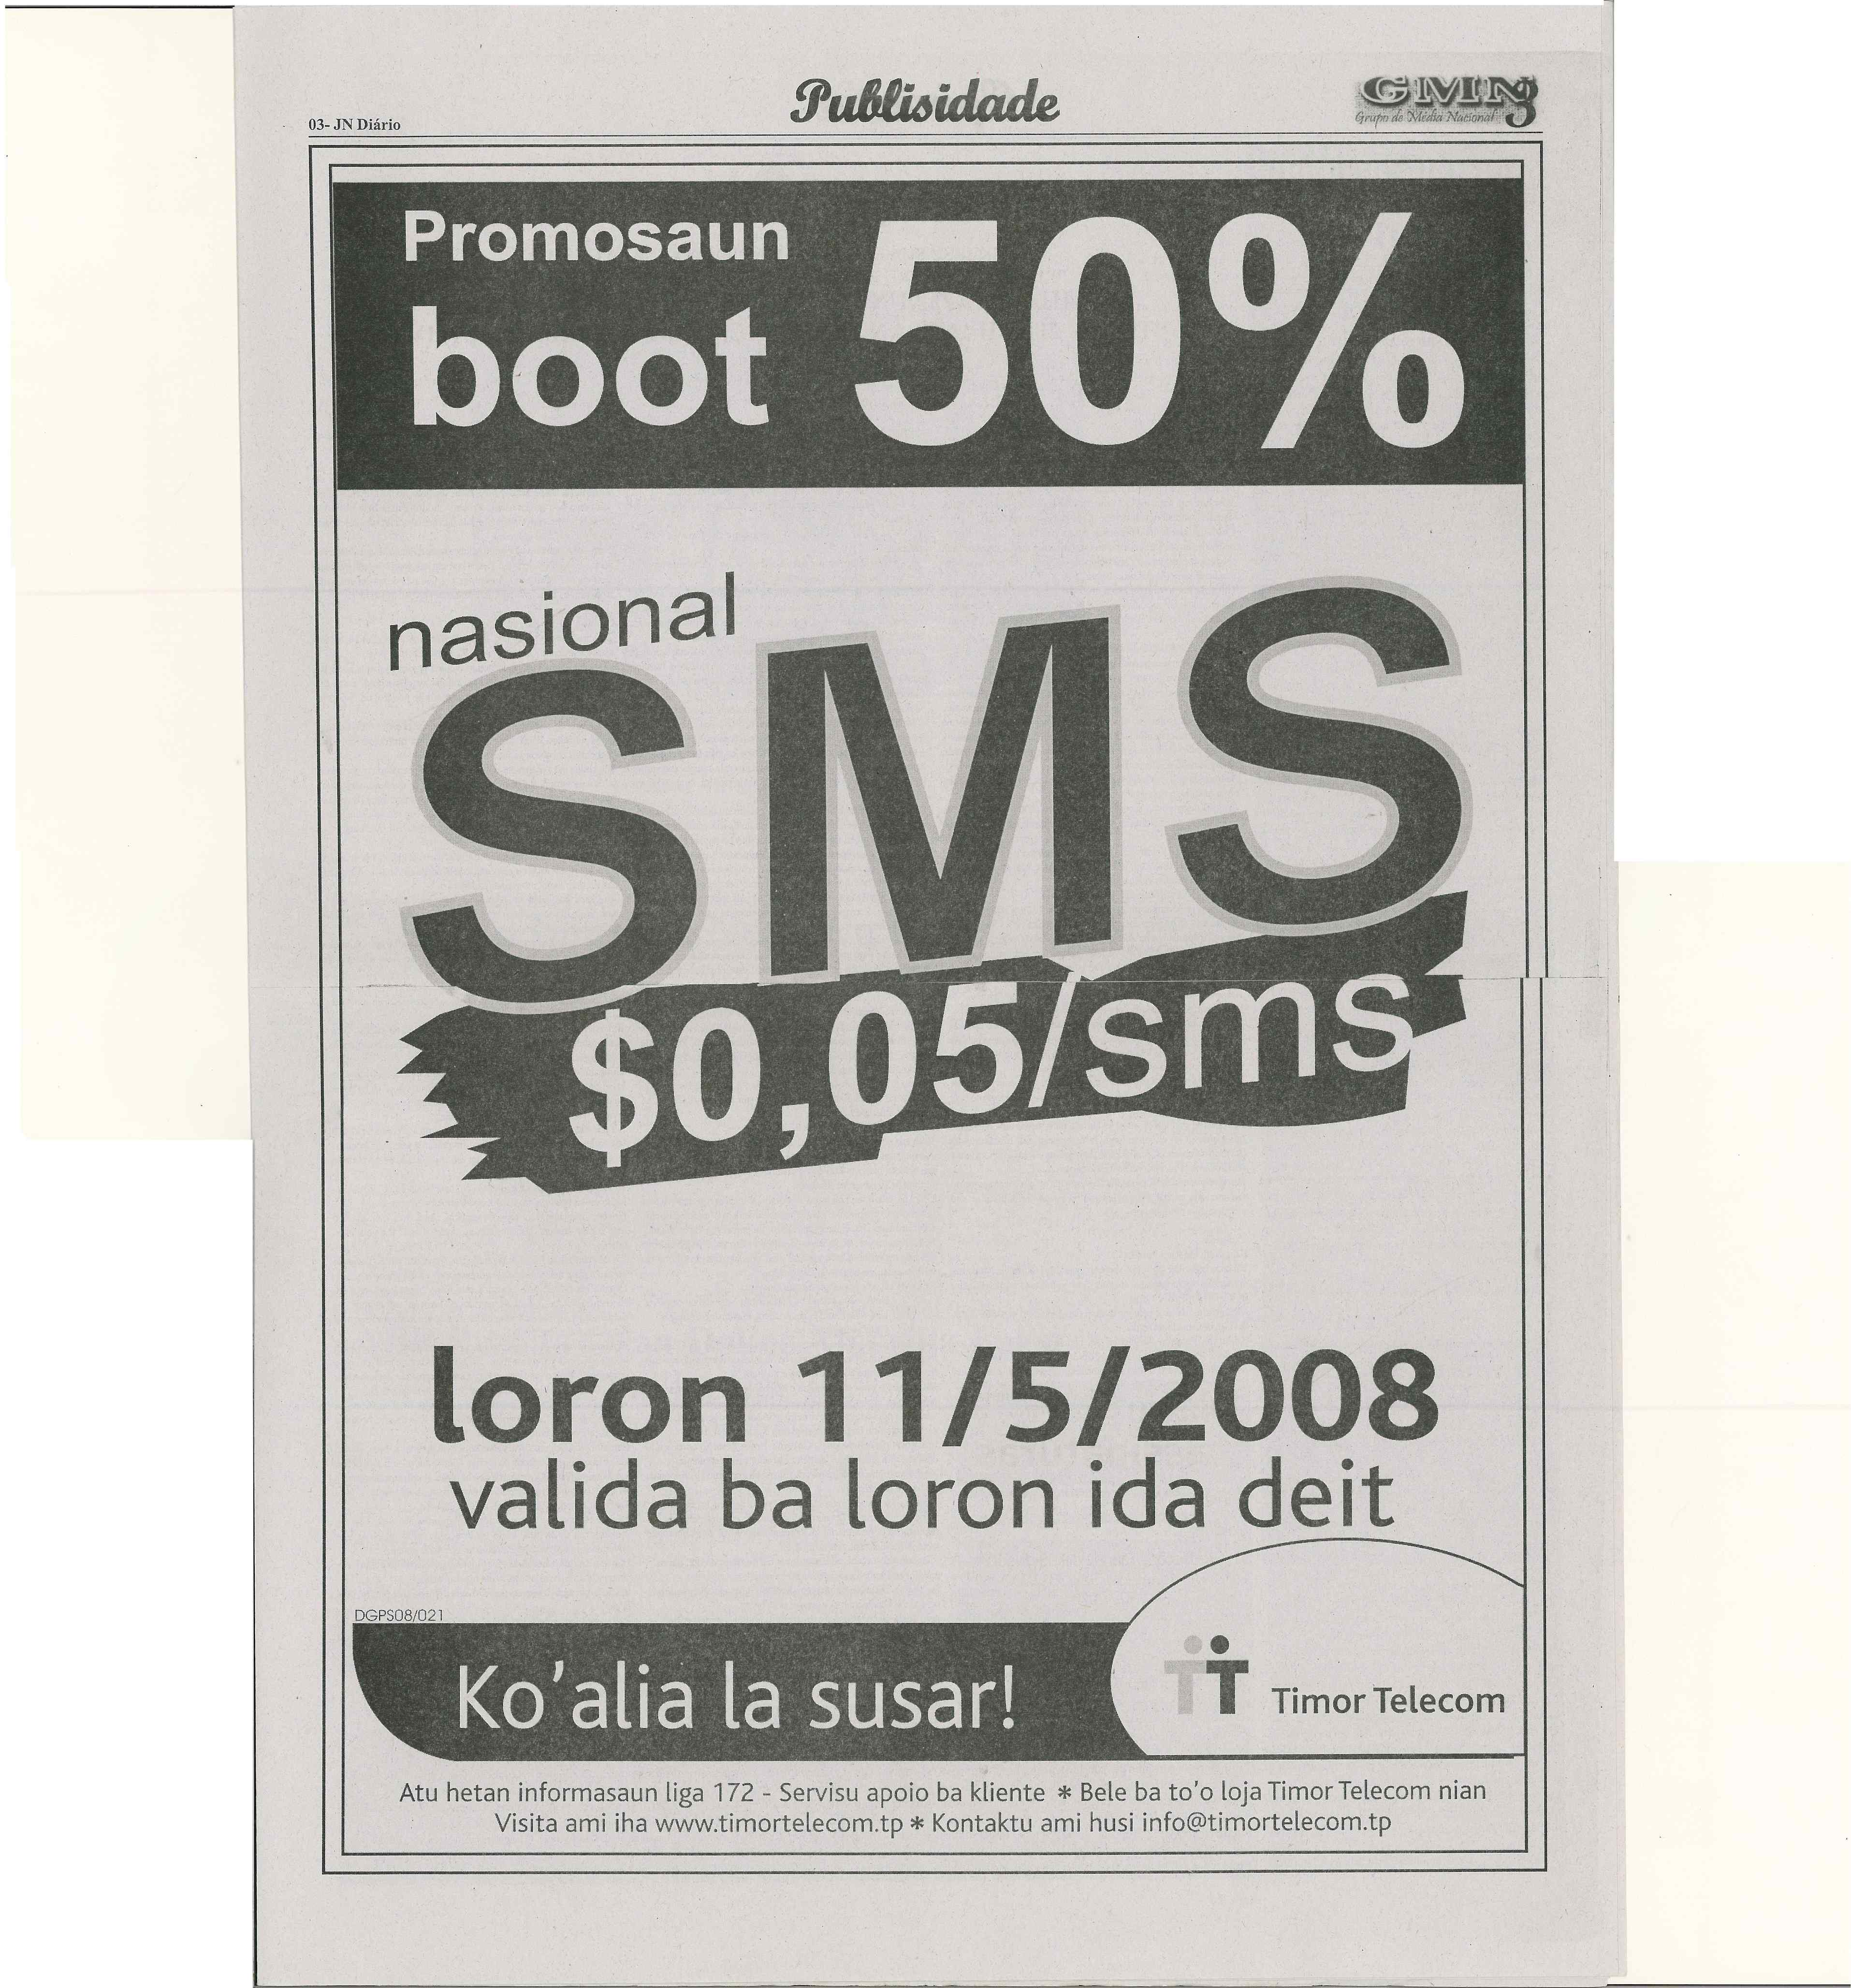 03- JN Diário
Publisidade
GMN
Grupo de Média Nacional
Promosaun
boot 50%
nasional
SMS
$0,05/sms
loron 11/5/2008
valida ba loron ida deit
DGPS08/021
Ko'alia la susar!
Timor Telecom
Atu hetan informasaun liga 172 - Servisu apoio ba kliente * Bele ba to'o loja Timor Telecom nian
Visita ami iha www.timortelecom.tp * Kontaktu ami husi info@timortelecom.tp